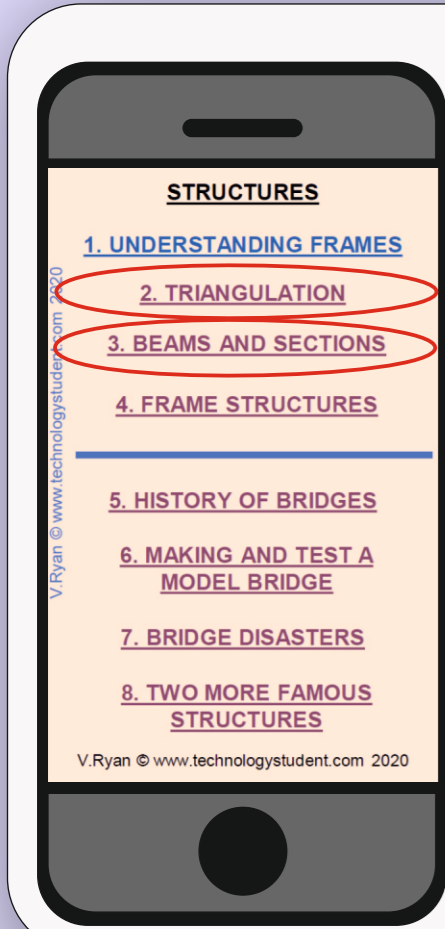 STRUCTURES
1. UNDERSTANDING FRAMES
2. TRIANGULATION
3. BEAMS AND SECTIONS
4. FRAME STRUCTURES
5. HISTORY OF BRIDGES
6. MAKING AND TEST A
MODEL BRIDGE
7. BRIDGE DISASTERS
8. TWO MORE FAMOUS
STRUCTURES
V.Ryan © www.technologystudent.com 2020
V.Ryan © www.technologystudent.com 2020